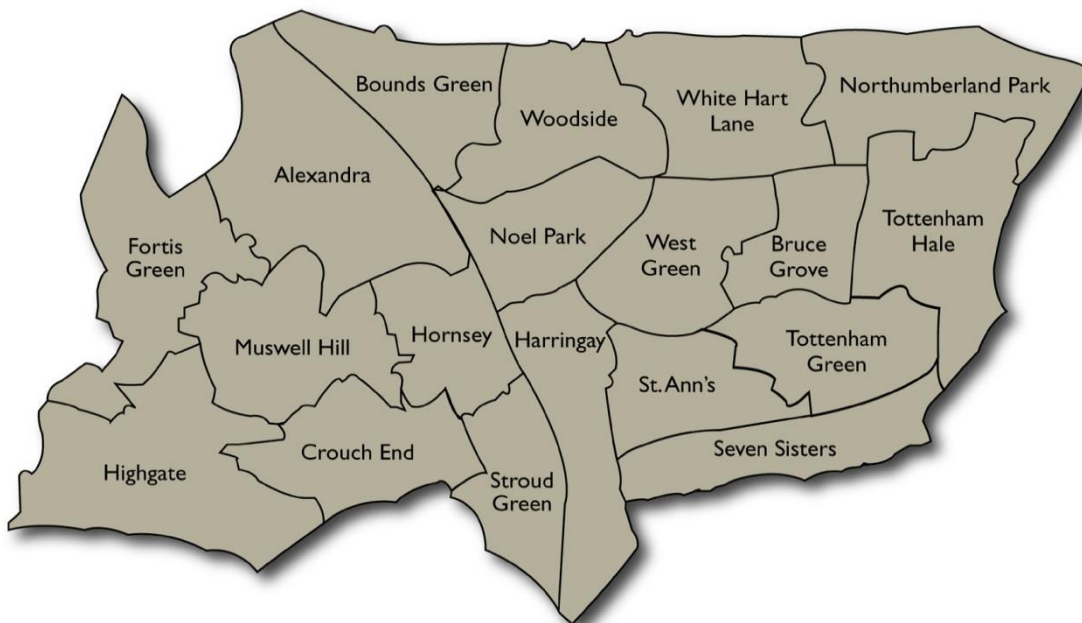 Bounds Green
Woodside
White Hart
Lane
Northumberland Park
Alexandra
Fortis
Green
Noel Park
West
Green
Bruce
Grove
Tottenham
Hale
Muswell Hill
Hornsey
Harringay
Tottenham
Green
St. Ann's
Highgate
Crouch End
Stroud
Green
Seven Sisters